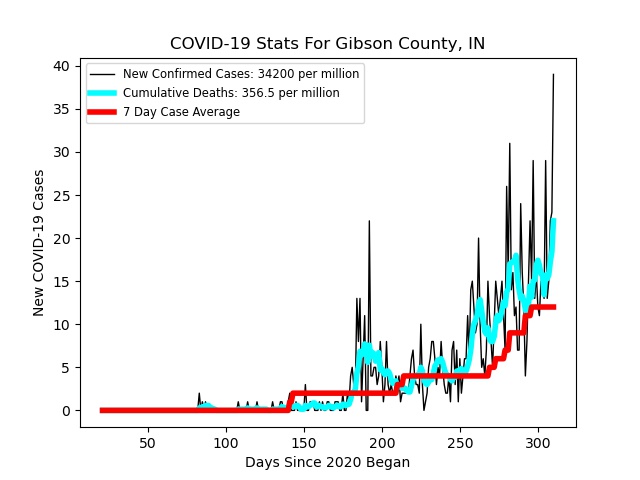 COVID-19 Stats For Gibson County, IN
New Confirmed Cases: 34200 per million
Cumulative Deaths: 356.5 per million
7 Day Case Average
New COVID-19 Cases
40
35
30
25
20
15
10
5
0
50 100 150 200 250 300
Days Since 2020 Began